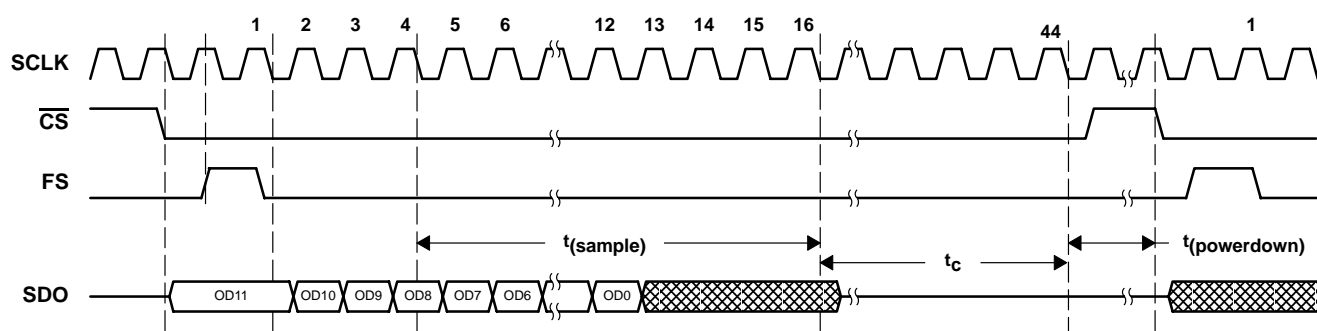 1 2 3 4 5 6 12 13 14 15 16 44 1
SCLK
CS
FS
t(sample) t(powerdown)
tc
SDO OD11 OD10 OD9 OD8 OD7 OD6 OD0